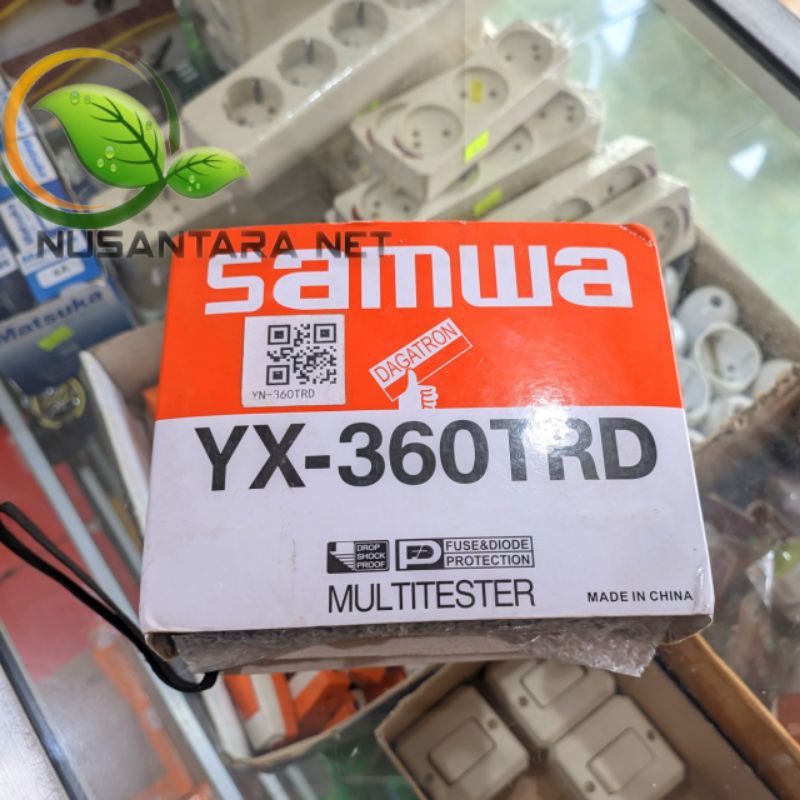 NUSANTARA NET
samwa
DAGATRON
YN-360TRD
YX-360TRD
DROP
SHOCK
PROOF
FUSE&DIODE
PROTECTION
MULTITESTER
MADE IN CHINA
Matsuka